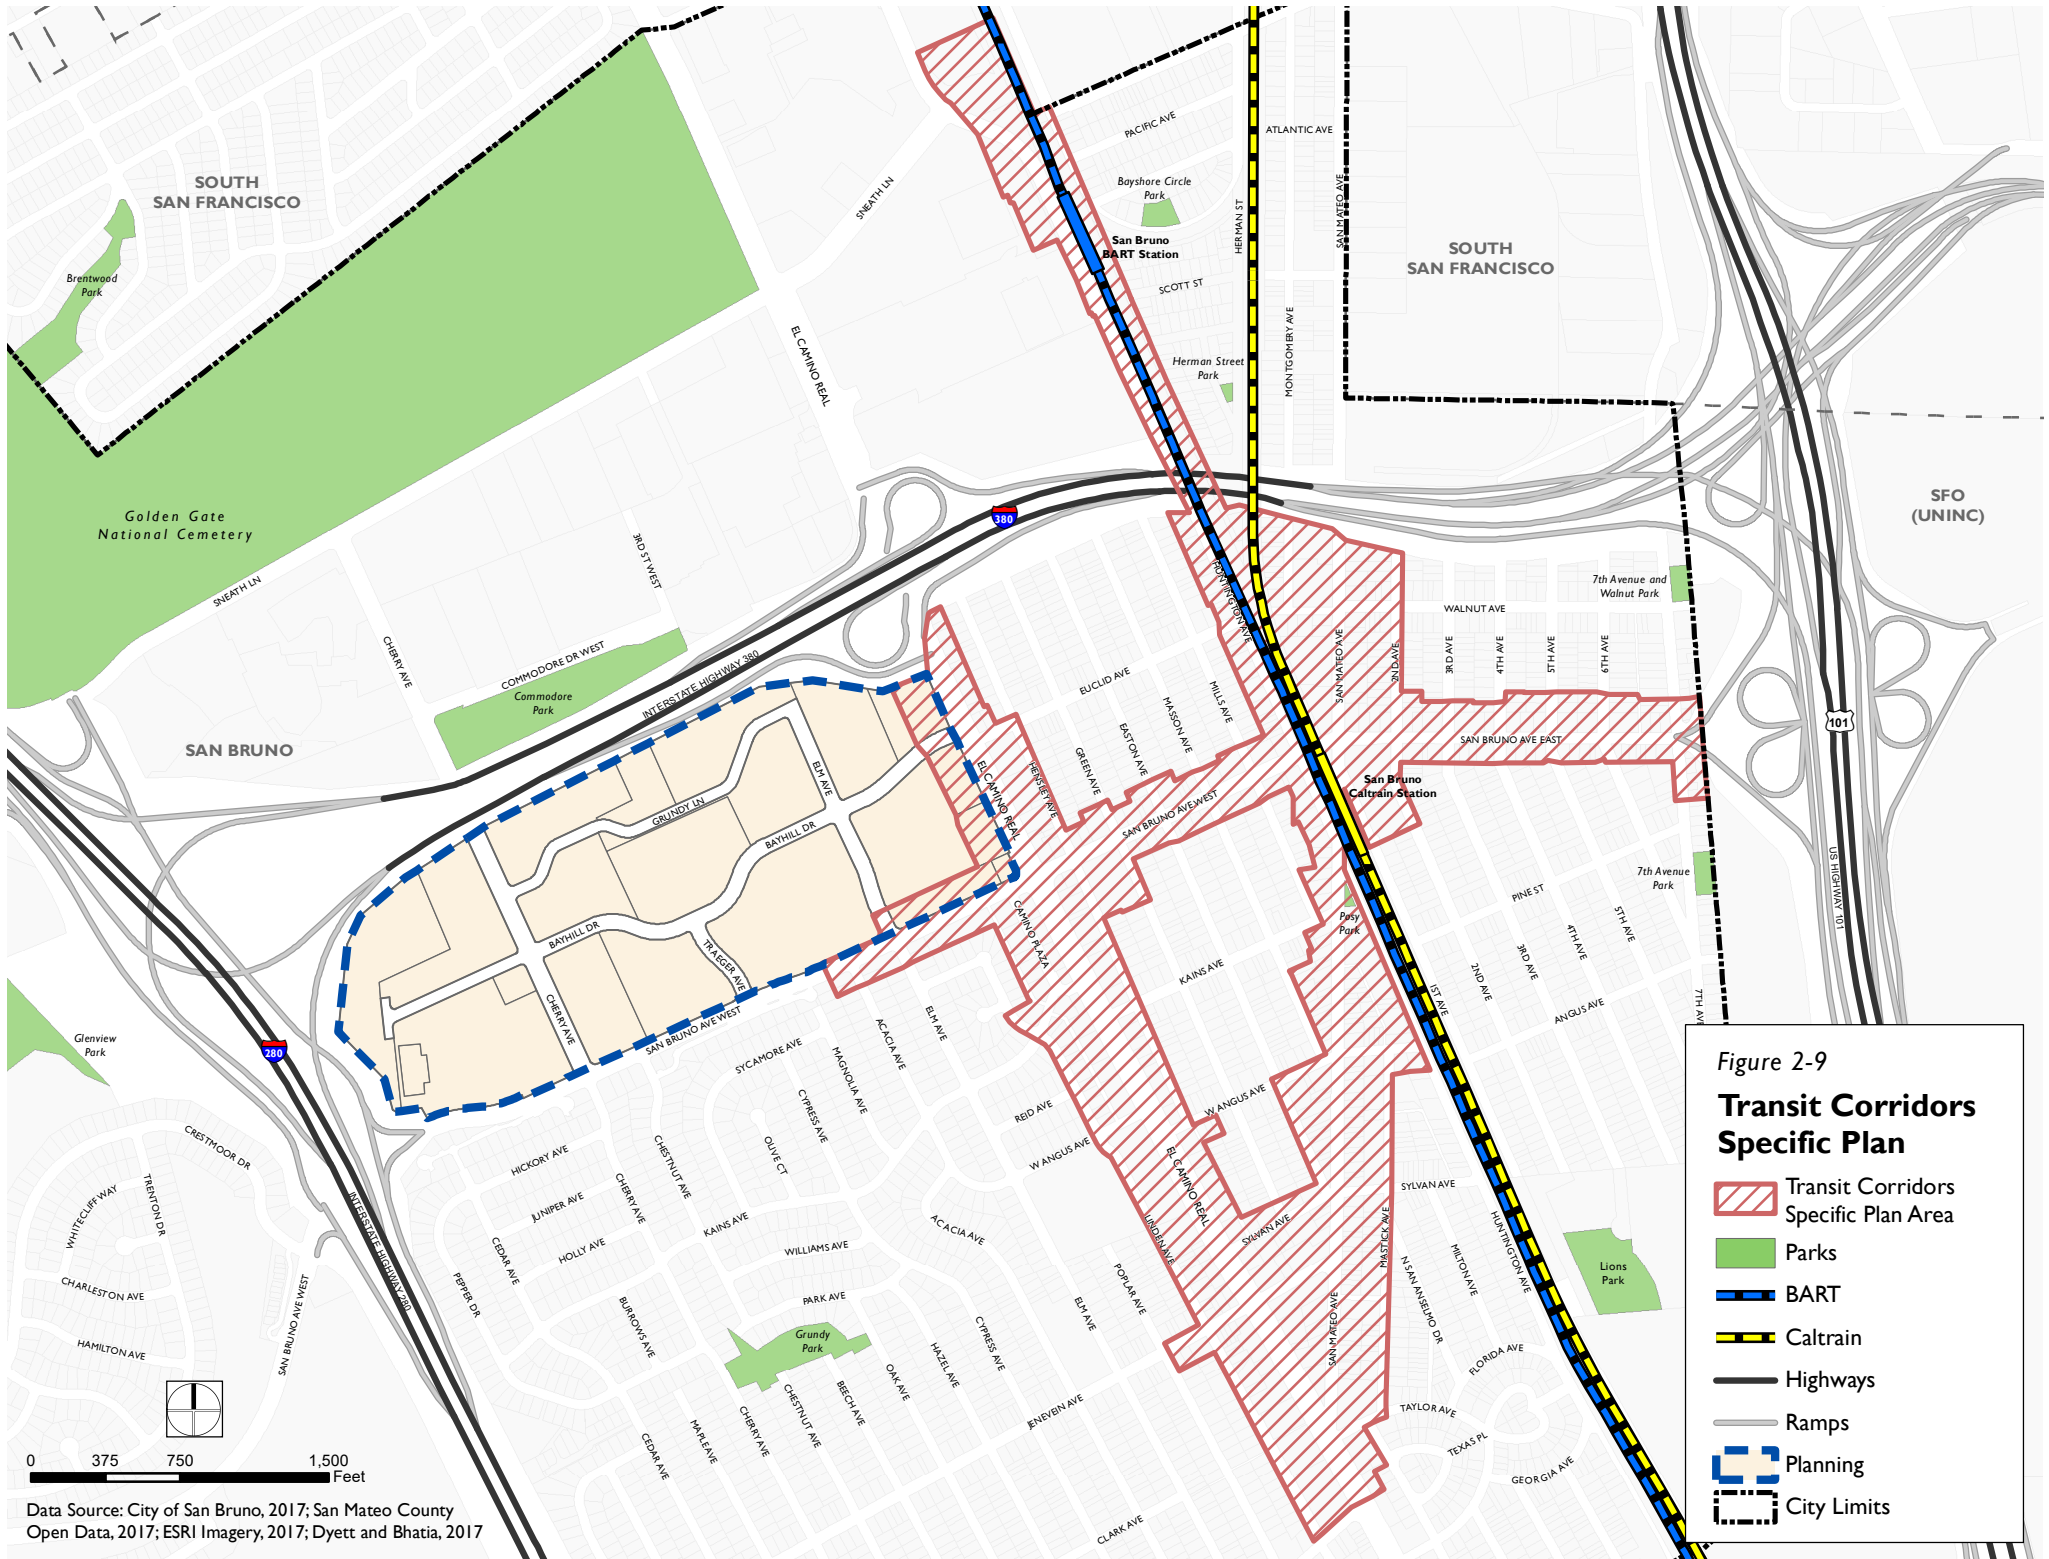 SOUTH
SAN FRANCISCO
Brentwood
Park
Golden Gate
National Cemetery
SNEATH LN
SNEATH LN
EL CAMINO REAL
PACIFIC AVE
ATLANTIC AVE
Bayshore Circle
Park
San Bruno
BART Station
HERMAN ST
SAN MATEO AVE
SCOTT ST
MONTGOMERY AVE
Herman Street
Park
SOUTH
SAN FRANCISCO
SFO
(UNINC)
380
3RD ST WEST
CHERRY AVE
COMMODORE DR WEST
Commodore
Park
INTERSTATE HIGHWAY 380
SAN BRUNO
HUNTINGTON AVE
7th Avenue and
Walnut Park
WALNUT AVE
SAN MATEO AVE
2ND AVE
3RD AVE
4TH AVE
5TH AVE
6TH AVE
EUCLID AVE
MILLS AVE
MASSON AVE
EASTON AVE
GREEN AVE
HENSLEY AVE
EL CAMINO REAL
SAN BRUNO AVE EAST
101
San Bruno
Caltrain Station
SAN BRUNO AVE WEST
GRUNDY LN
ELM AVE
BAYHILL DR
BAYHILL DR
TRAEGER AVE
CHERRY AVE
SAN BRUNO AVE WEST
CAMINO PLAZA
KAINS AVE
Posy
Park
7th Avenue
Park
US HIGHWAY 101
PINE ST
5TH AVE
4TH AVE
3RD AVE
2ND AVE
1ST AVE
ANGUS AVE
7TH AVE
Glenview
Park
280
SYCAMORE AVE
MAGNOLIA AVE
ACACIA AVE
ELM AVE
CYPRESS AVE
REID AVE
W ANGUS AVE
W ANGUS AVE
OLIVE CT
CHESTNUT AVE
HICKORY AVE
CHERRY AVE
JUNIPER AVE
KAINS AVE
HOLLY AVE
CEDAR AVE
WILLIAMS AVE
ACACIA AVE
LINDEN AVE
EL CAMINO REAL
SYLVAN AVE
SYLVAN AVE
MASTICK AVE
HUNTINGTON AVE
MILTON AVE
N SAN ANSELMO DR
Lions
Park
CRESTMOOR DR
WHITECLIFF WAY
TRENTON DR
CHARLESTON AVE
HAMILTON AVE
SAN BRUNO AVE WEST
INTERSTATE HIGHWAY 280
PEPPER DR
BURROWS AVE
PARK AVE
POPLAR AVE
ELM AVE
CYPRESS AVE
HAZEL AVE
OAK AVE
Grundy
Park
BEECH AVE
CHESTNUT AVE
CHERRY AVE
MAPLE AVE
CEDAR AVE
JENEVEIN AVE
SAN MATEO AVE
FLORIDA AVE
TAYLOR AVE
TEXAS PL
GEORGIA AVE
CLARK AVE
0 375 750 1,500
Feet
Data Source: City of San Bruno, 2017; San Mateo County
Open Data, 2017; ESRI Imagery, 2017; Dyett and Bhatia, 2017
Figure 2-9
Transit Corridors
Specific Plan
Transit Corridors
Specific Plan Area
Parks
BART
Caltrain
Highways
Ramps
Planning
City Limits